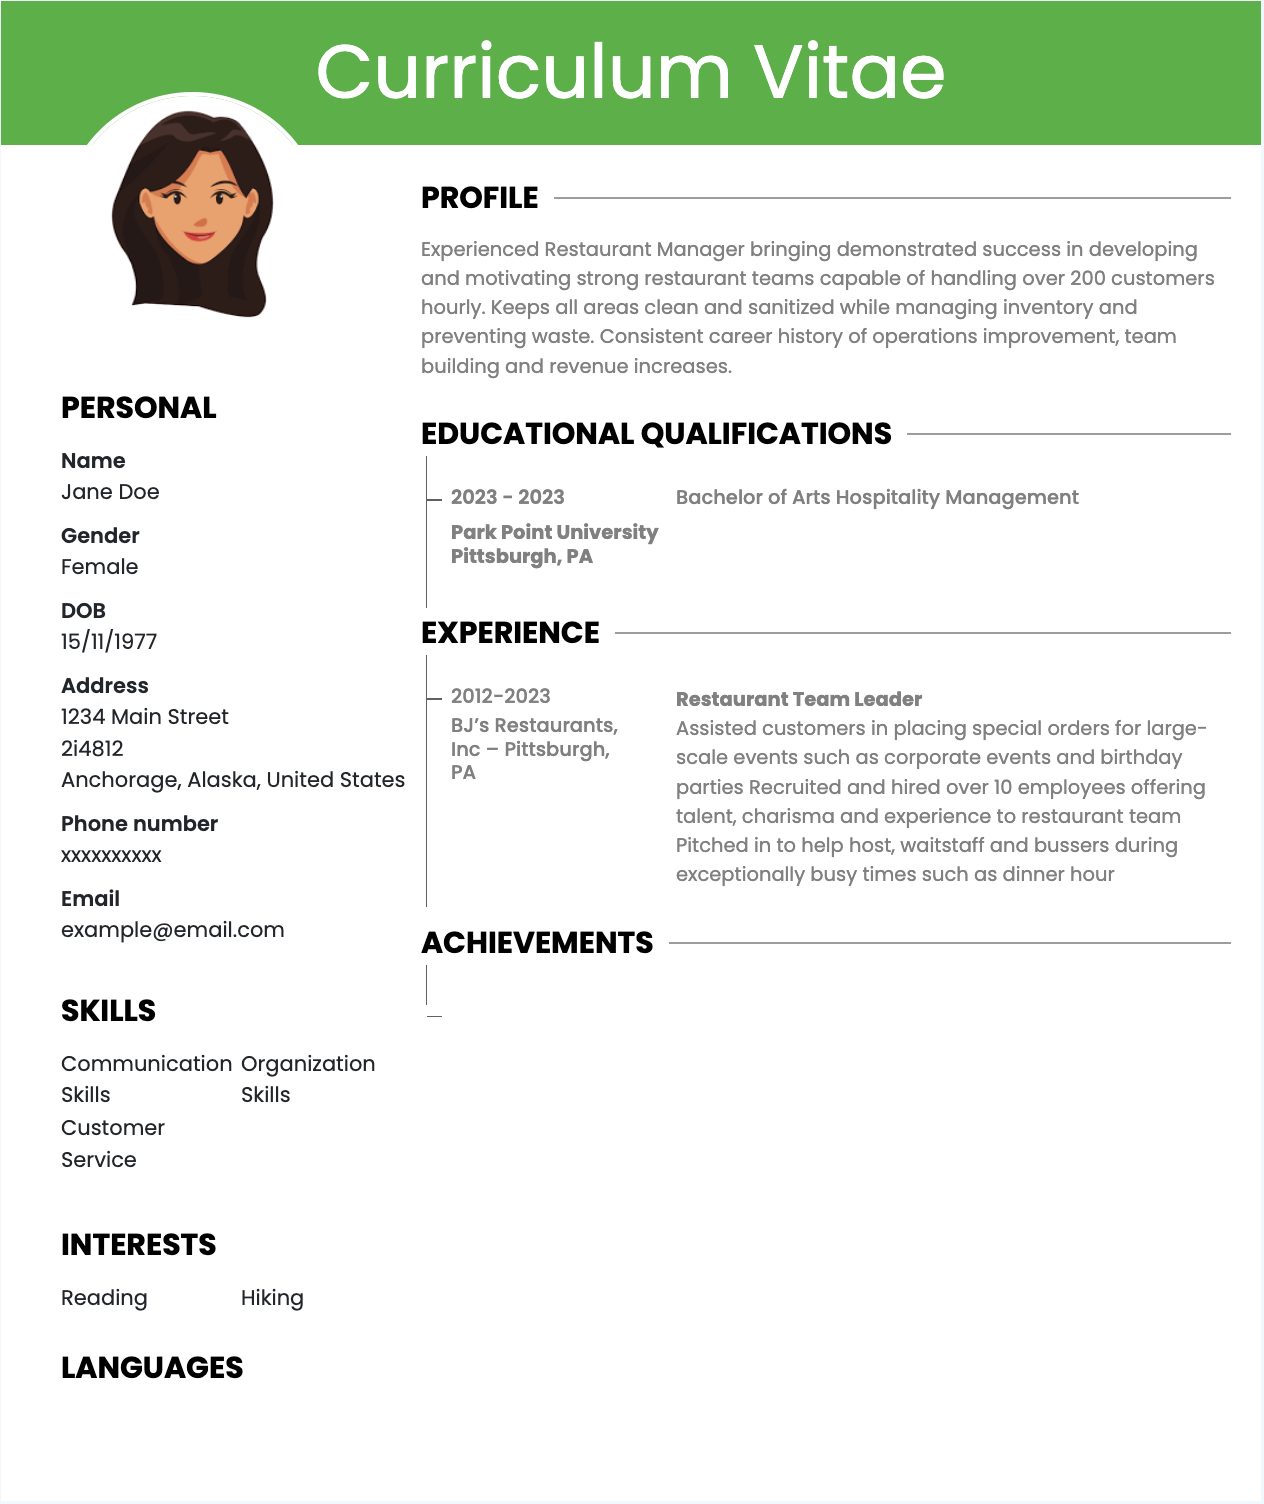 Curriculum Vitae
PERSONAL
Name
Jane Doe
Gender
Female
DOB
15/11/1977
Address
1234 Main Street
2i4812
Anchorage, Alaska, United States
Phone number
xxxxxxxxxx
Email
example@email.com
SKILLS
Communication Skills
Organization Skills
Customer Service
INTERESTS
Reading
Hiking
LANGUAGES
PROFILE
Experienced Restaurant Manager bringing demonstrated success in developing
and motivating strong restaurant teams capable of handling over 200 customers
hourly. Keeps all areas clean and sanitized while managing inventory and
preventing waste. Consistent career history of operations improvement, team
building and revenue increases.
EDUCATIONAL QUALIFICATIONS
2023 - 2023
Park Point University
Pittsburgh, PA
Bachelor of Arts Hospitality Management
EXPERIENCE
2012-2023
BJ’s Restaurants,
Inc – Pittsburgh,
PA
Restaurant Team Leader
Assisted customers in placing special orders for large-
scale events such as corporate events and birthday
parties Recruited and hired over 10 employees offering
talent, charisma and experience to restaurant team
Pitched in to help host, waitstaff and bussers during
exceptionally busy times such as dinner hour
ACHIEVEMENTS